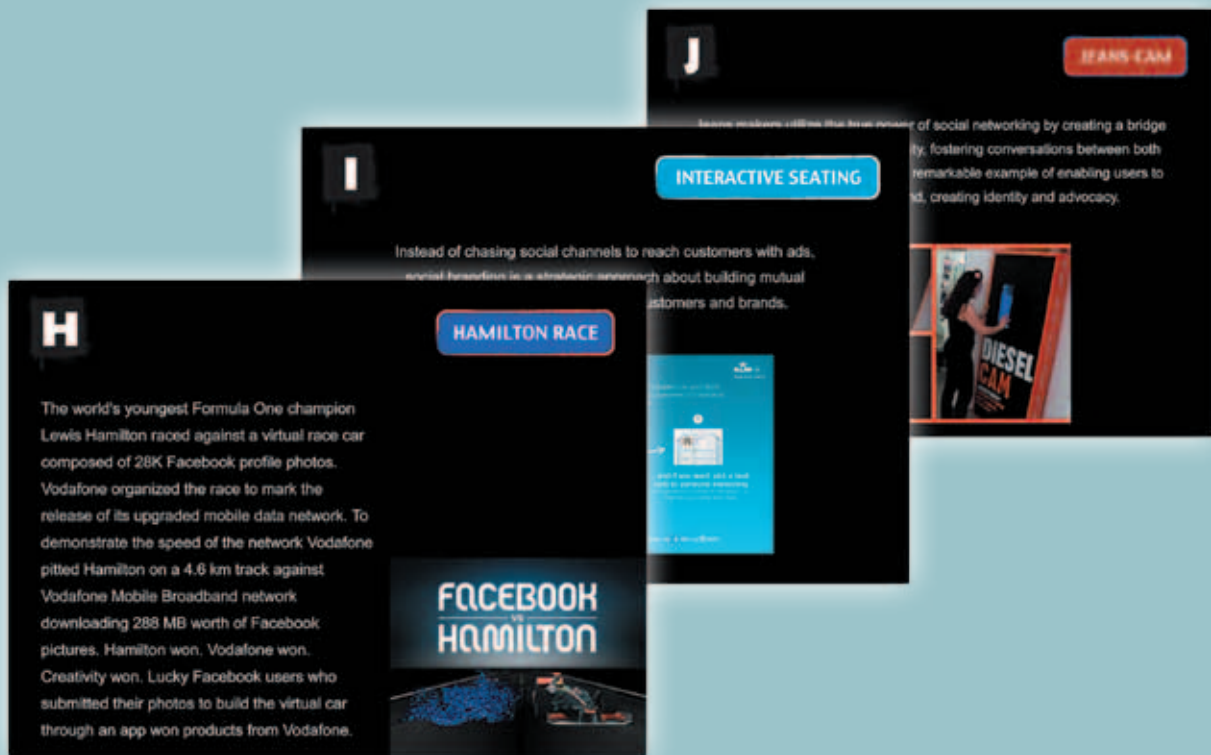 J
JEANS-CAM
Jeans makers utilize the true power of social networking by creating a bridge
ity, fostering conversations between both
remarkable example of enabling users to
nd, creating identity and advocacy.
DIESEL
CAM
I
INTERACTIVE SEATING
Instead of chasing social channels to reach customers with ads,
social branding is a strategic approach about building mutual
ustomers and brands.
H
HAMILTON RACE
The world's youngest Formula One champion
Lewis Hamilton raced against a virtual race car
composed of 28K Facebook profile photos.
Vodafone organized the race to mark the
release of its upgraded mobile data network. To
demonstrate the speed of the network Vodafone
pitted Hamilton on a 4.6 km track against
Vodafone Mobile Broadband network
downloading 288 MB worth of Facebook
pictures. Hamilton won. Vodafone won.
Creativity won. Lucky Facebook users who
submitted their photos to build the virtual car
through an app won products from Vodafone.
FACEBOOK
VS
HAMILTON